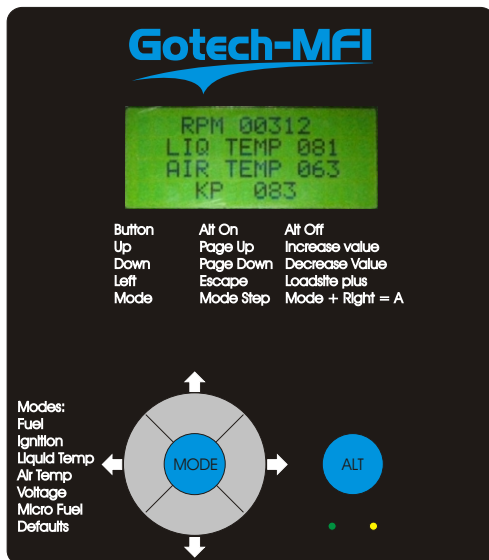 Gotech-MFI
RPM 00312
LIQ TEMP 081
AIR TEMP 063
KP 083
Button Alt On Alt Off
Up Page Up Increase value
Down Page Down Decrease Value
Left Escape Loadsite plus
Mode Mode Step Mode + Right = A
Modes:
Fuel
Ignition
Liquid Temp
Air Temp
Voltage
Micro Fuel
Defaults
MODE
ALT